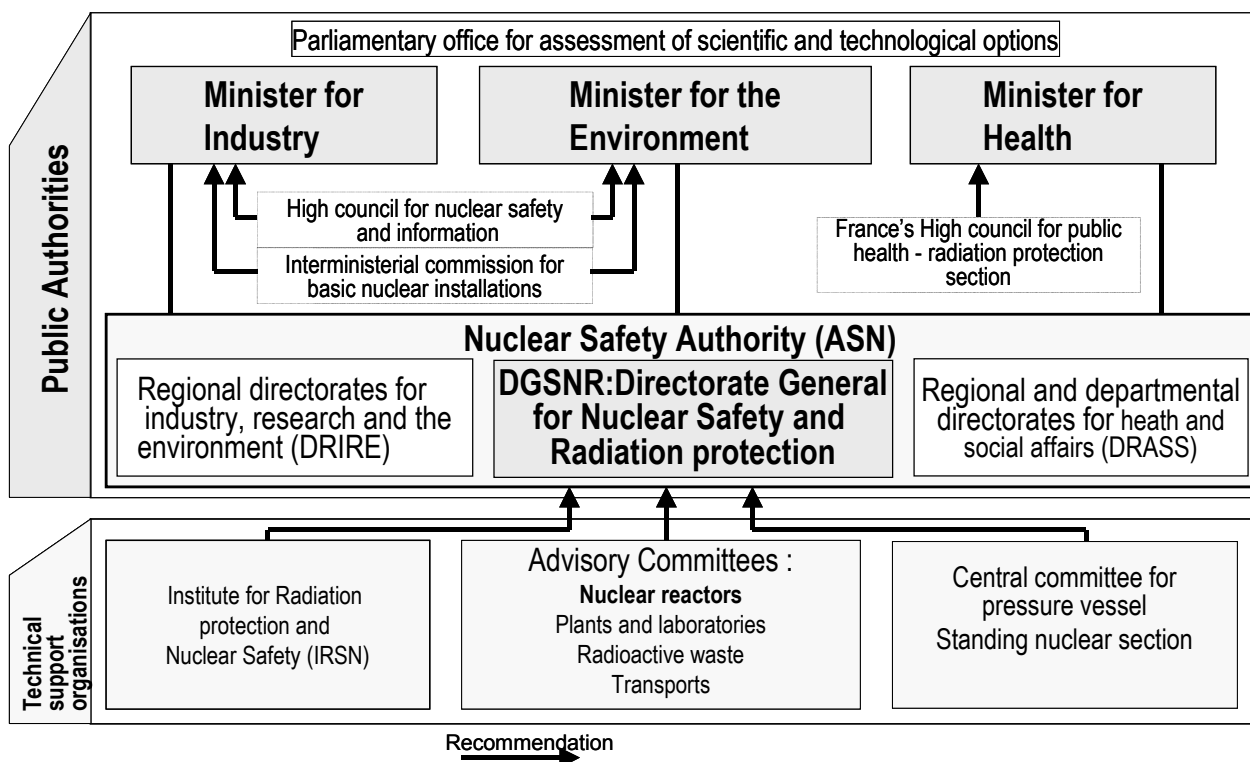 Parliamentary office for assessment of scientific and technological options
Public Authorities
Minister for
Industry
Minister for the
Environment
Minister for
Health
High council for nuclear safety
and information
Interministerial commission for
basic nuclear installations
France's High council for public
health - radiation protection
section
Nuclear Safety Authority (ASN)
Regional directorates for
industry, research and the
environment (DRIRE)
DGSNR:Directorate General
for Nuclear Safety and
Radiation protection
Regional and departmental
directorates for heath and
social affairs (DRASS)
Technical
support
organisations
Institute for Radiation
protection and
Nuclear Safety (IRSN)
Advisory Committees :
Nuclear reactors
Plants and laboratories
Radioactive waste
Transports
Central committee for
pressure vessel
Standing nuclear section
Recommendation